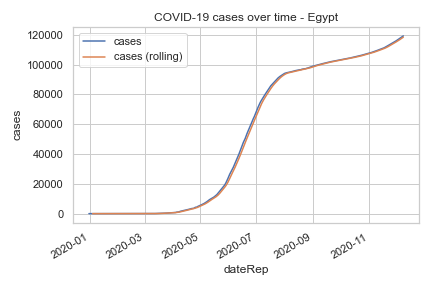 COVID-19 cases over time - Egypt
cases
cases (rolling)
120000
100000
80000
60000
40000
20000
0
cases
2020-01
2020-03
2020-05
2020-07
2020-09
2020-11
dateRep